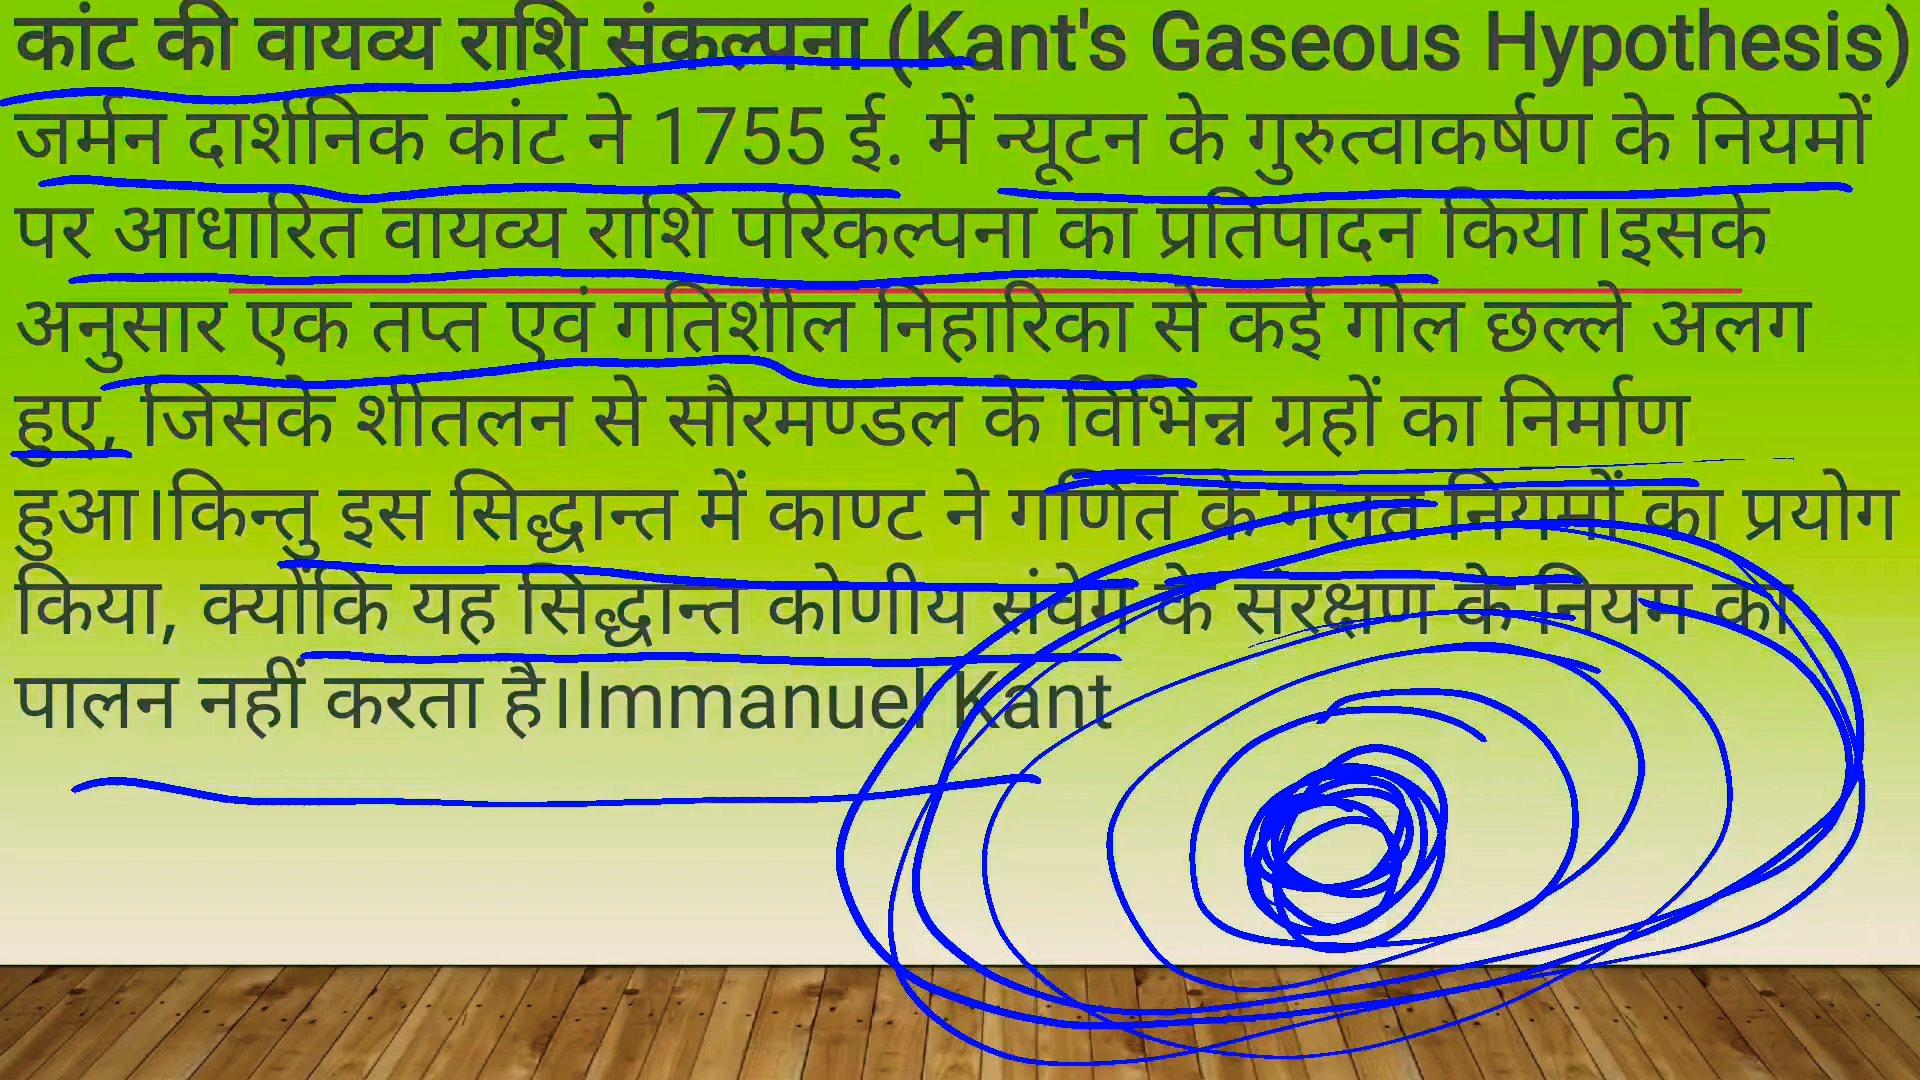 कांट की वायव्य राशि संकल्पना (Kant's Gaseous Hypothesis)
जर्मन दार्शनिक कांट ने 1755 ई. में न्यूटन के गुरुत्वाकर्षण के नियमों
पर आधारित वायव्य राशि परिकल्पना का प्रतिपादन किया।इसके
अनुसार एक तप्त एवं गतिशील निहारिका से कई गोल छल्ले अलग
हुए, जिसके शीतलन से सौरमण्डल के विभिन्न ग्रहों का निर्माण
हुआ।किन्तु इस सिद्धान्त में काण्ट ने गणित के गलत नियमों का प्रयोग
किया, क्योंकि यह सिद्धान्त कोणीय संवेग के संरक्षण के नियम का
पालन नहीं करता है।Immanuel Kant